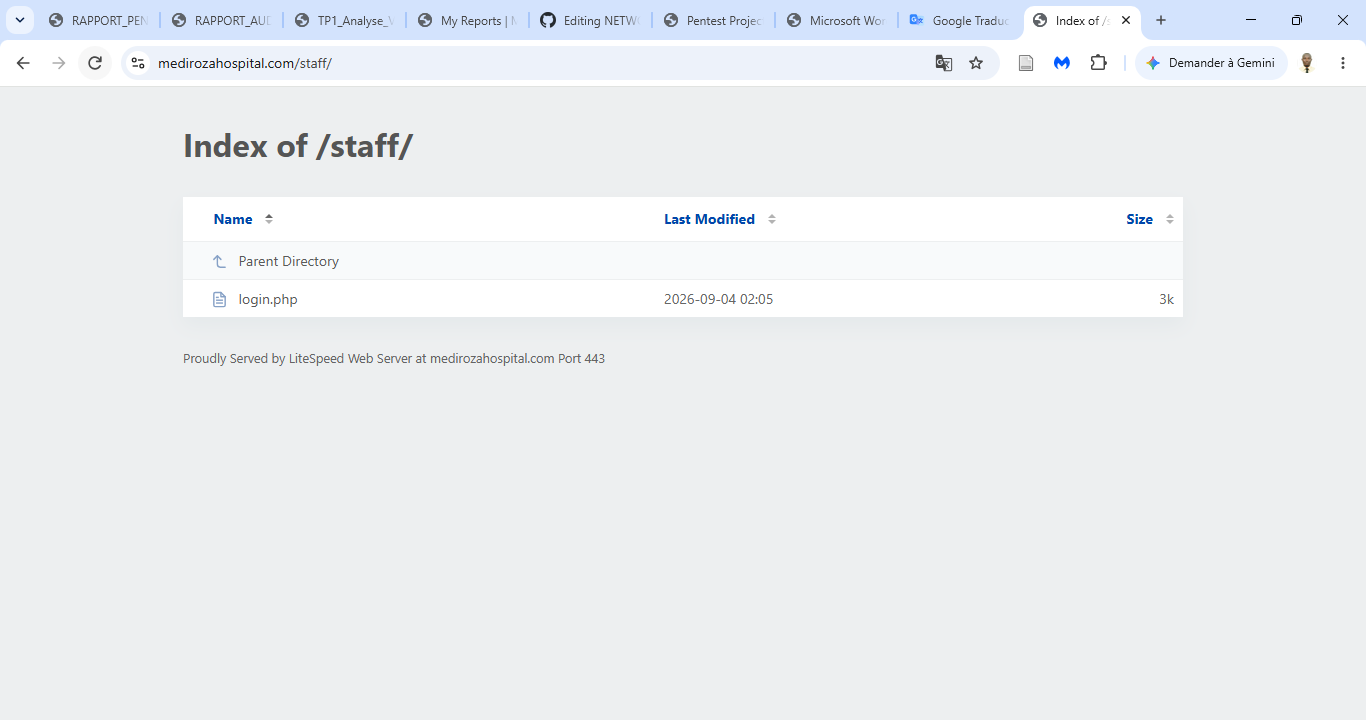 RAPPORT_PEN
RAPPORT_AUD
TP1_Analyse_V
My Reports |
Editing NETW
Pentest Projec
Microsoft Wor
Google Traduc
Index of /s
medirozahospital.com/staff/
Demander à Gemini
Index of /staff/
Name Last Modified Size
Parent Directory
login.php 2026-09-04 02:05 3k
Proudly Served by LiteSpeed Web Server at medirozahospital.com Port 443